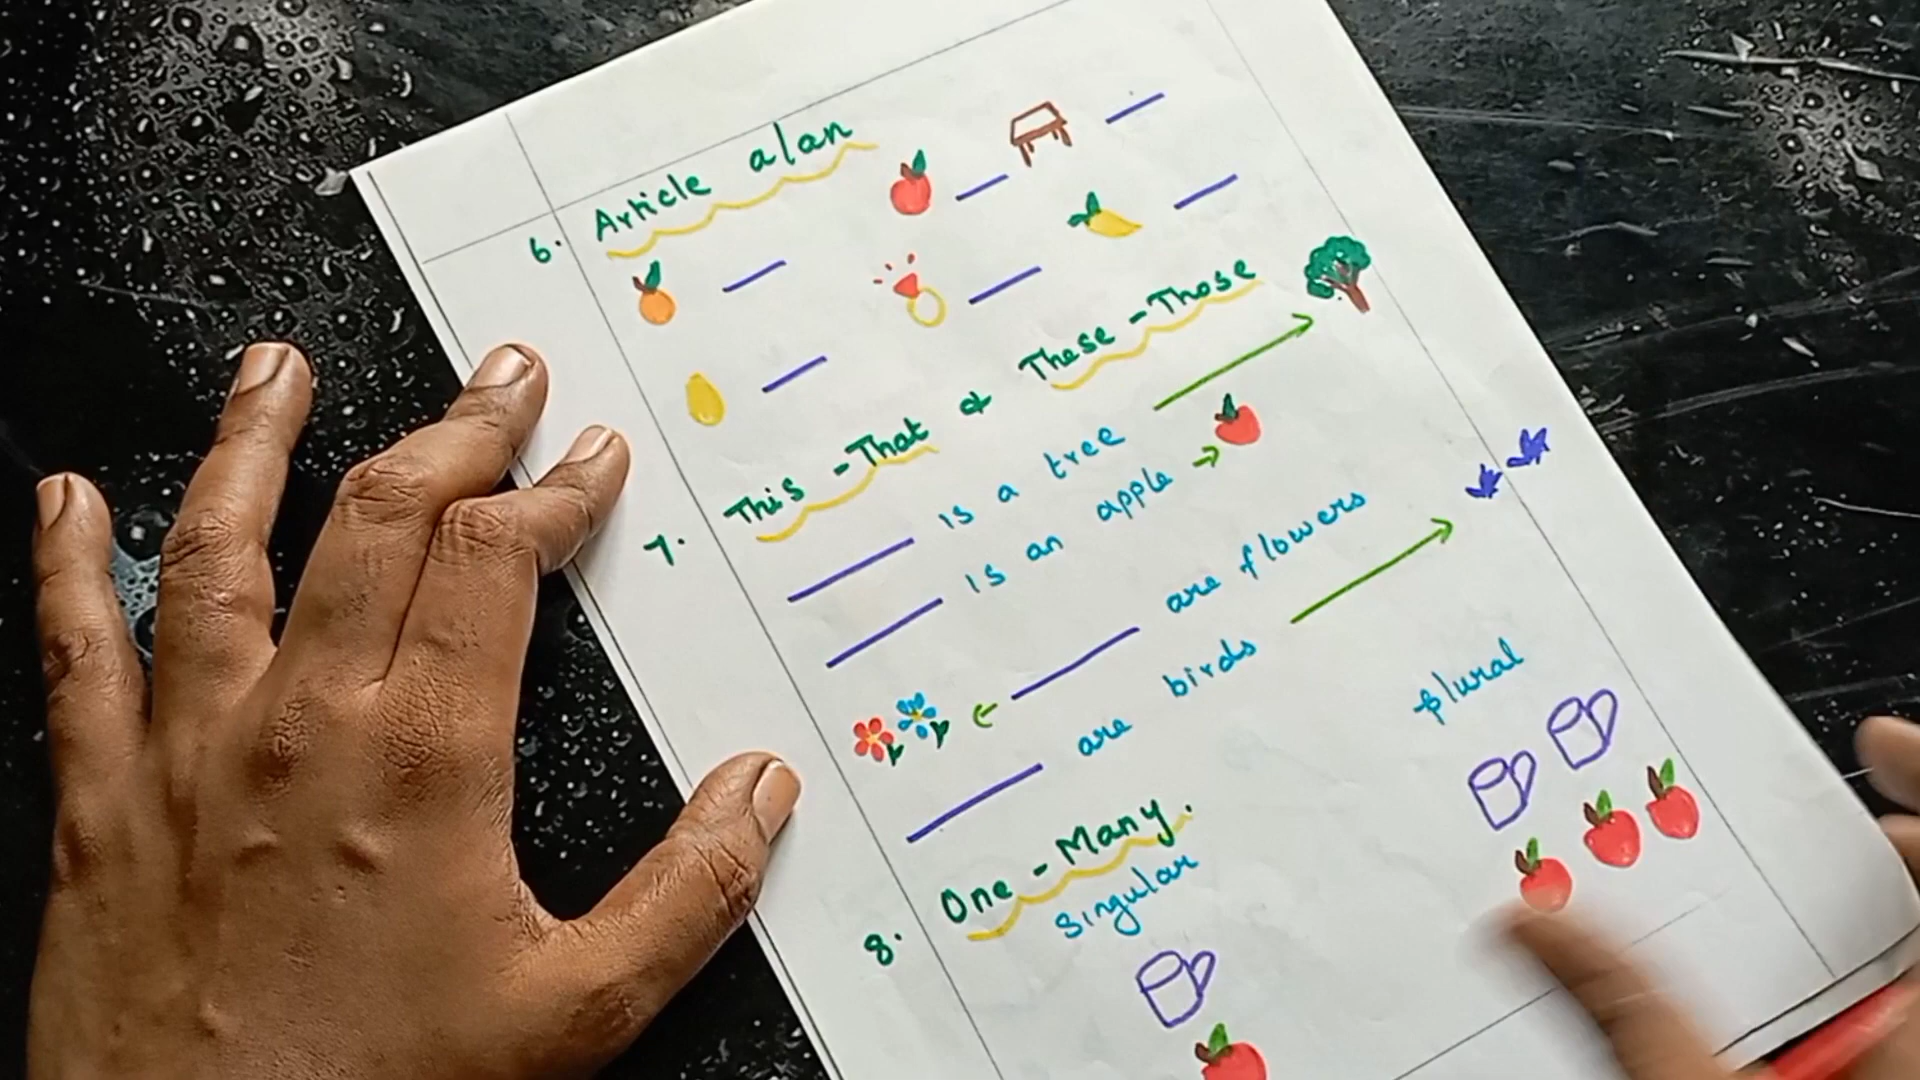 6. Article a/an
7. This - That & These - Those
is a tree
is an apple
are flowers
are birds
8. One - Many.
Singular plural